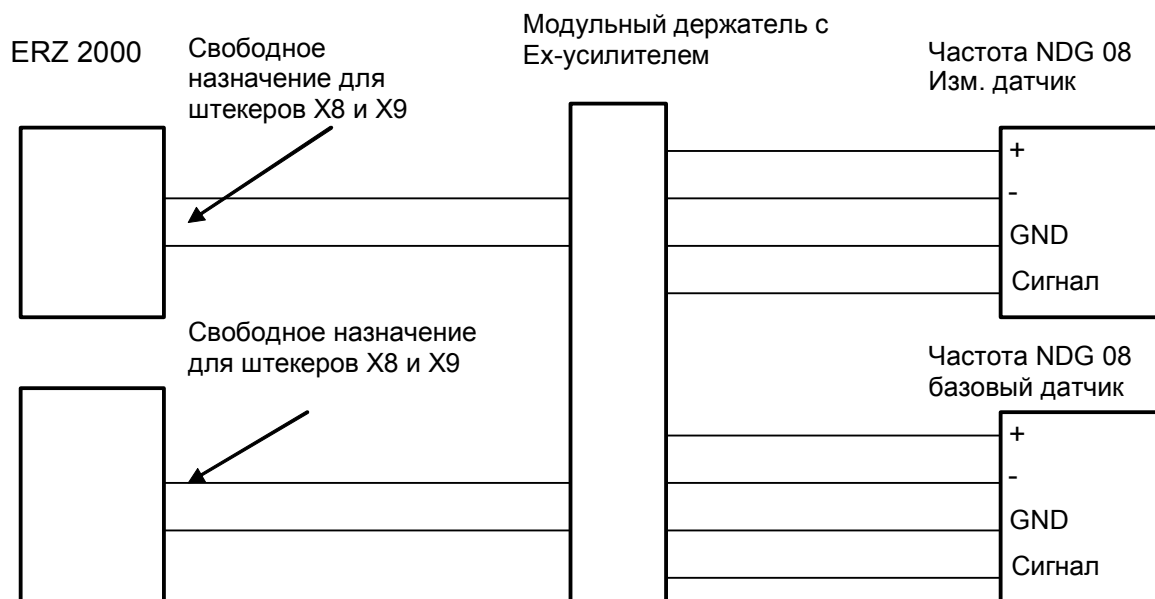 ERZ 2000
Свободное
назначение для
штекеров X8 и X9
Модульный держатель с
Ex-усилителем
Частота NDG 08
Изм. датчик
+
-
GND
Сигнал
Свободное назначение
для штекеров X8 и X9
Частота NDG 08
базовый датчик
+
-
GND
Сигнал